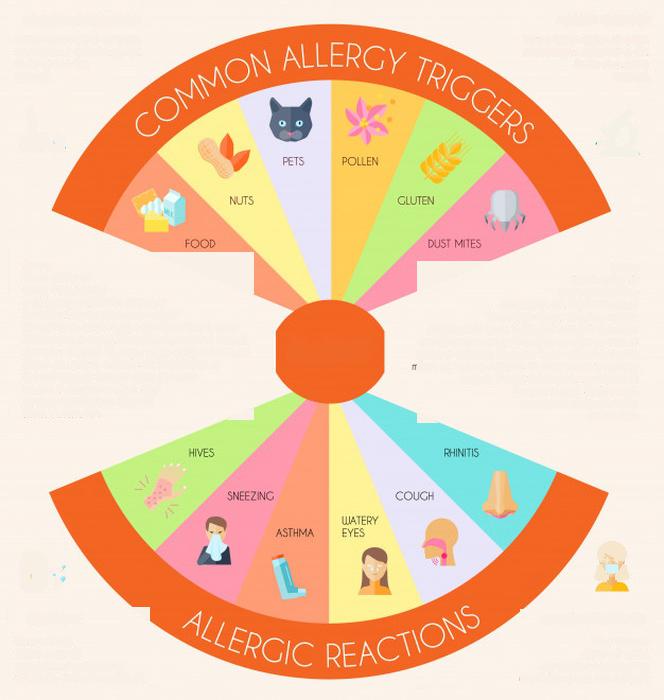 COMMON ALLERGY TRIGGERS
PETS
POLLEN
NUTS
GLUTEN
FOOD
DUST MITES
HIVES
RHINITIS
SNEEZING
COUGH
ASTHMA
WATERY
EYES
ALLERGIC REACTIONS